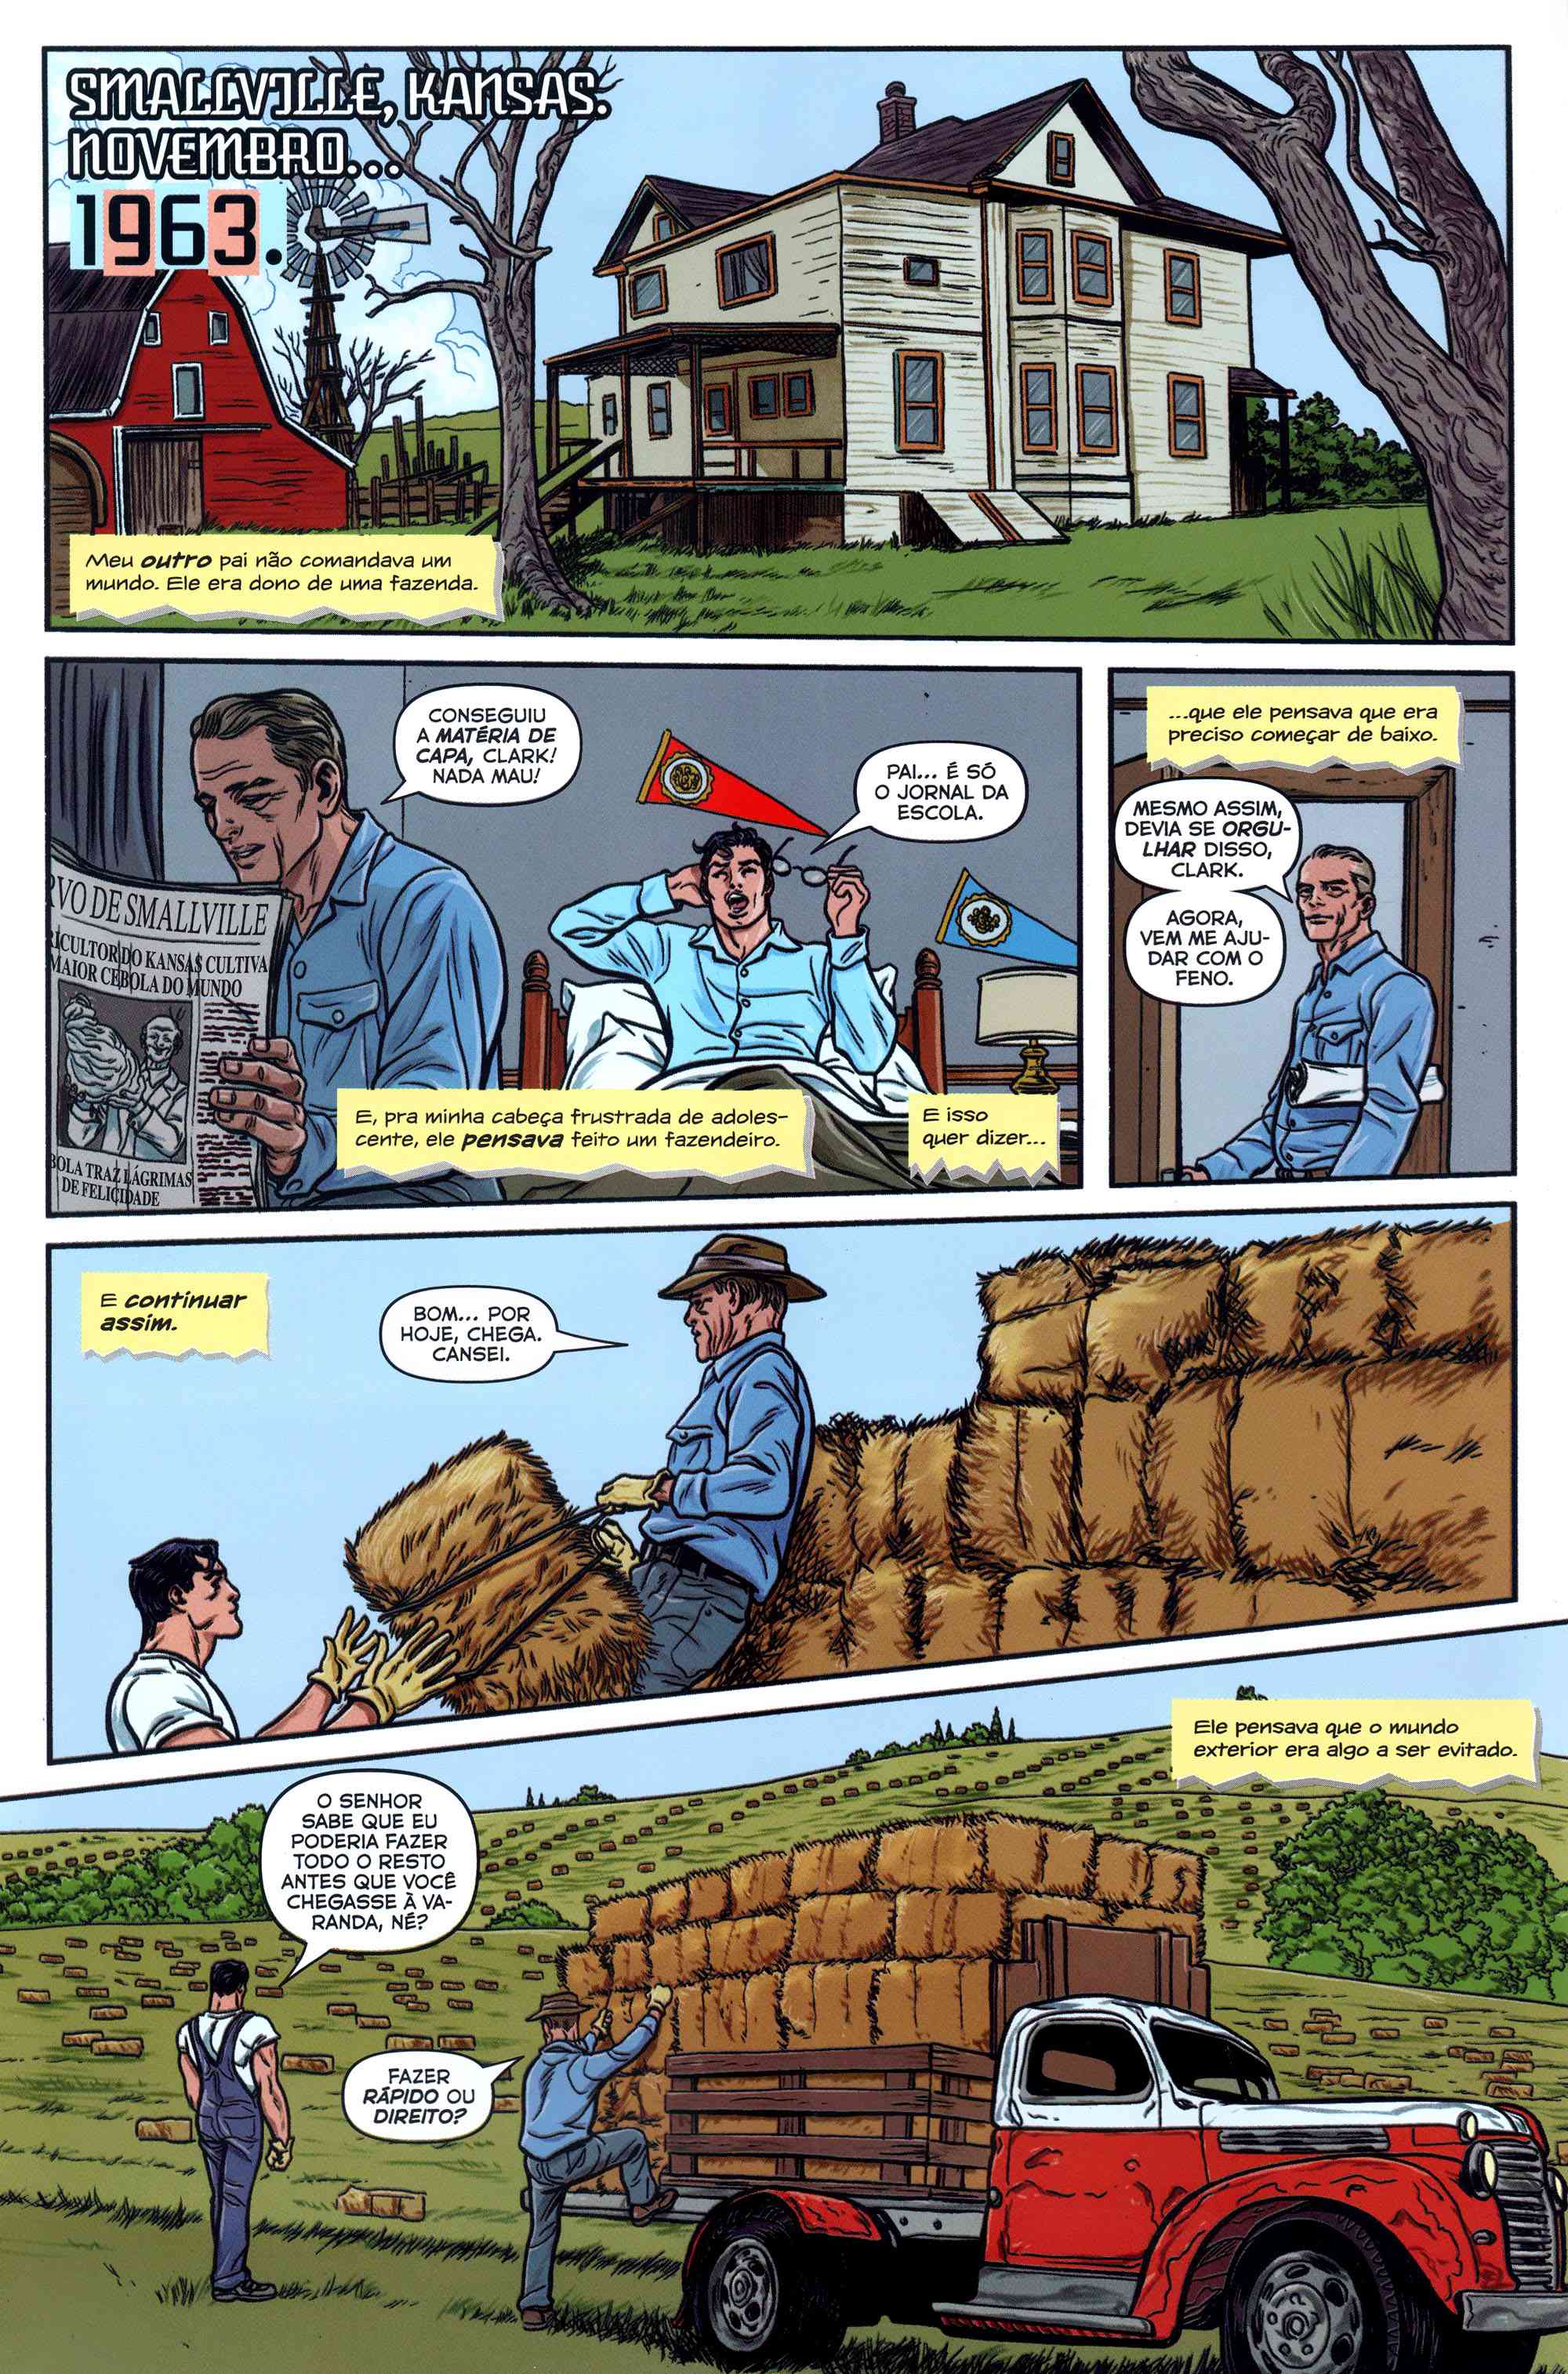 SMALLVILLE, KANSAS.
NOVEMBRO...
1963.
Meu outro pai não comandava um
mundo. Ele era dono de uma fazenda.
CONSEGUIU
A MATÉRIA DE
CAPA, CLARK!
NADA MAU!
PAI... É SÓ
O JORNAL DA
ESCOLA.
RVO DE SMALLVILLE
RICULTOR DO KANSAS CULTIVA
MAIOR CEBOLA DO MUNDO
BOLA TRAZ LÁGRIMAS
DE FELICIDADE
E, pra minha cabeça frustrada de adoles-
cente, ele pensava feito um fazendeiro.
E isso
quer dizer...
...que ele pensava que era
preciso começar de baixo.
MESMO ASSIM,
DEVIA SE ORGU-
LHAR DISSO,
CLARK.
AGORA,
VEM ME AJU-
DAR COM O
FENO.
E continuar
assim.
BOM... POR
HOJE, CHEGA.
CANSEI.
Ele pensava que o mundo
exterior era algo a ser evitado.
O SENHOR
SABE QUE EU
PODERIA FAZER
TODO O RESTO
ANTES QUE VOCÊ
CHEGASSE À VA-
RANDA, NÉ?
FAZER
RÁPIDO OU
DIREITO?